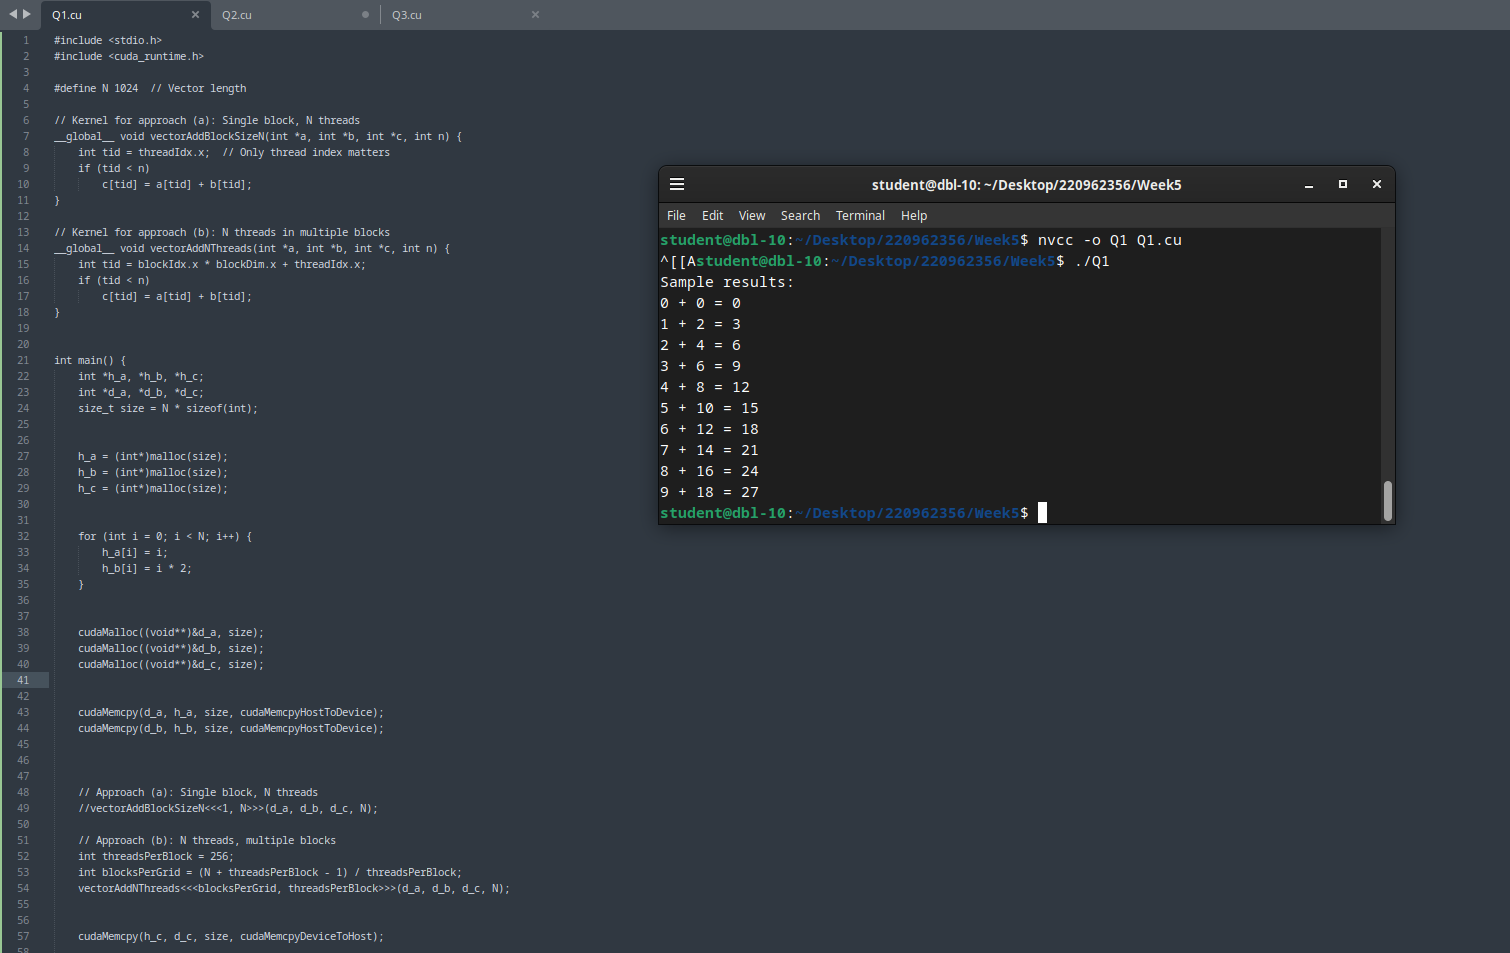 Q1.cu Q2.cu Q3.cu
1 #include <stdio.h>
2 #include <cuda_runtime.h>
3
4 #define N 1024  // Vector length
5
6 // Kernel for approach (a): Single block, N threads
7 __global__ void vectorAddBlockSizeN(int *a, int *b, int *c, int n) {
8     int tid = threadIdx.x;  // Only thread index matters
9     if (tid < n)
10         c[tid] = a[tid] + b[tid];
11 }
12
13 // Kernel for approach (b): N threads in multiple blocks
14 __global__ void vectorAddNThreads(int *a, int *b, int *c, int n) {
15     int tid = blockIdx.x * blockDim.x + threadIdx.x;
16     if (tid < n)
17         c[tid] = a[tid] + b[tid];
18 }
19
20
21 int main() {
22     int *h_a, *h_b, *h_c;
23     int *d_a, *d_b, *d_c;
24     size_t size = N * sizeof(int);
25
26
27     h_a = (int*)malloc(size);
28     h_b = (int*)malloc(size);
29     h_c = (int*)malloc(size);
30
31
32     for (int i = 0; i < N; i++) {
33         h_a[i] = i;
34         h_b[i] = i * 2;
35     }
36
37
38     cudaMalloc((void**)&d_a, size);
39     cudaMalloc((void**)&d_b, size);
40     cudaMalloc((void**)&d_c, size);
41
42
43     cudaMemcpy(d_a, h_a, size, cudaMemcpyHostToDevice);
44     cudaMemcpy(d_b, h_b, size, cudaMemcpyHostToDevice);
45
46
47
48     // Approach (a): Single block, N threads
49     //vectorAddBlockSizeN<<<1, N>>>(d_a, d_b, d_c, N);
50
51     // Approach (b): N threads, multiple blocks
52     int threadsPerBlock = 256;
53     int blocksPerGrid = (N + threadsPerBlock - 1) / threadsPerBlock;
54     vectorAddNThreads<<<blocksPerGrid, threadsPerBlock>>>(d_a, d_b, d_c, N);
55
56
57     cudaMemcpy(h_c, d_c, size, cudaMemcpyDeviceToHost);
58
student@dbl-10: ~/Desktop/220962356/Week5
File Edit View Search Terminal Help
student@dbl-10:~/Desktop/220962356/Week5$ nvcc -o Q1 Q1.cu
^[[Astudent@dbl-10:~/Desktop/220962356/Week5$ ./Q1
Sample results:
0 + 0 = 0
1 + 2 = 3
2 + 4 = 6
3 + 6 = 9
4 + 8 = 12
5 + 10 = 15
6 + 12 = 18
7 + 14 = 21
8 + 16 = 24
9 + 18 = 27
student@dbl-10:~/Desktop/220962356/Week5$